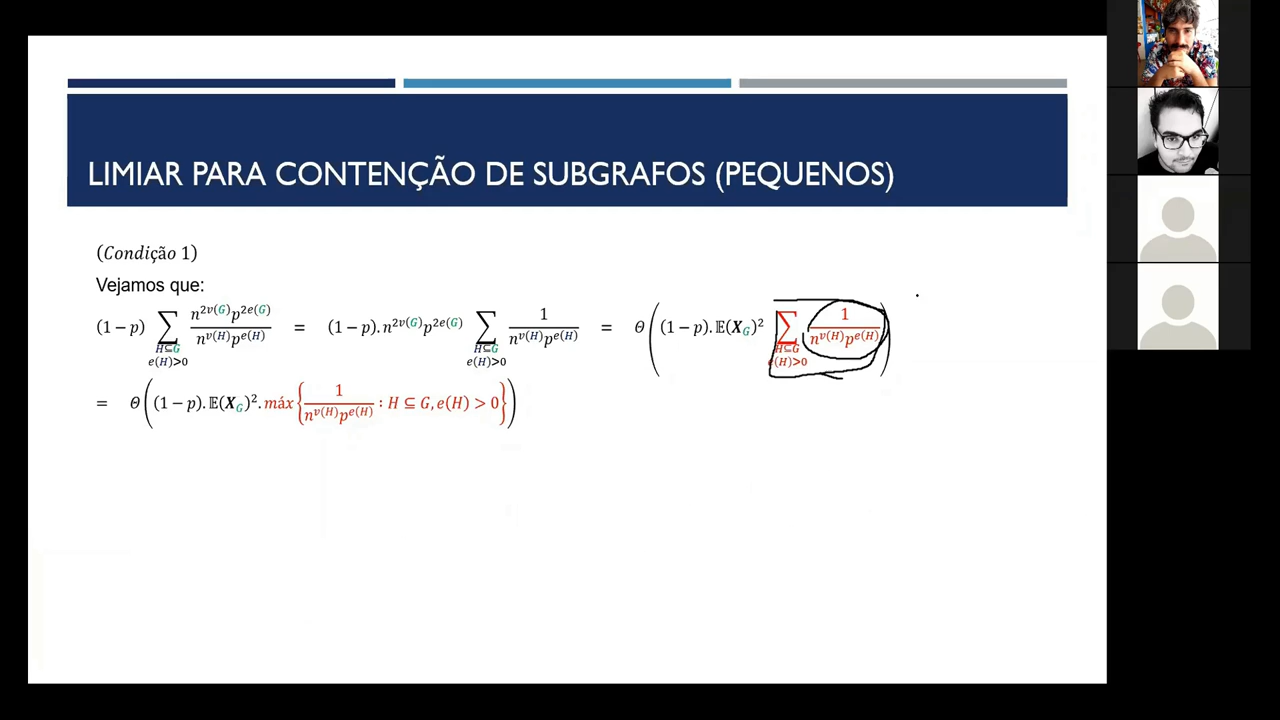 LIMIAR PARA CONTENÇÃO DE SUBGRAFOS (PEQUENOS)
(Condição 1)
Vejamos que:
(1 − p) ∑_{H⊆G, e(H)>0} n^{2v(G)}p^{2e(G)} / n^{v(H)}p^{e(H)} = (1 − p). n^{2v(G)}p^{2e(G)} ∑_{H⊆G, e(H)>0} 1 / n^{v(H)}p^{e(H)} = Θ((1 − p). 𝔼(X_G)^2 ∑_{H⊆G, e(H)>0} 1 / n^{v(H)}p^{e(H)})
= Θ((1 − p). 𝔼(X_G)^2. máx{1 / n^{v(H)}p^{e(H)} : H ⊆ G, e(H) > 0})